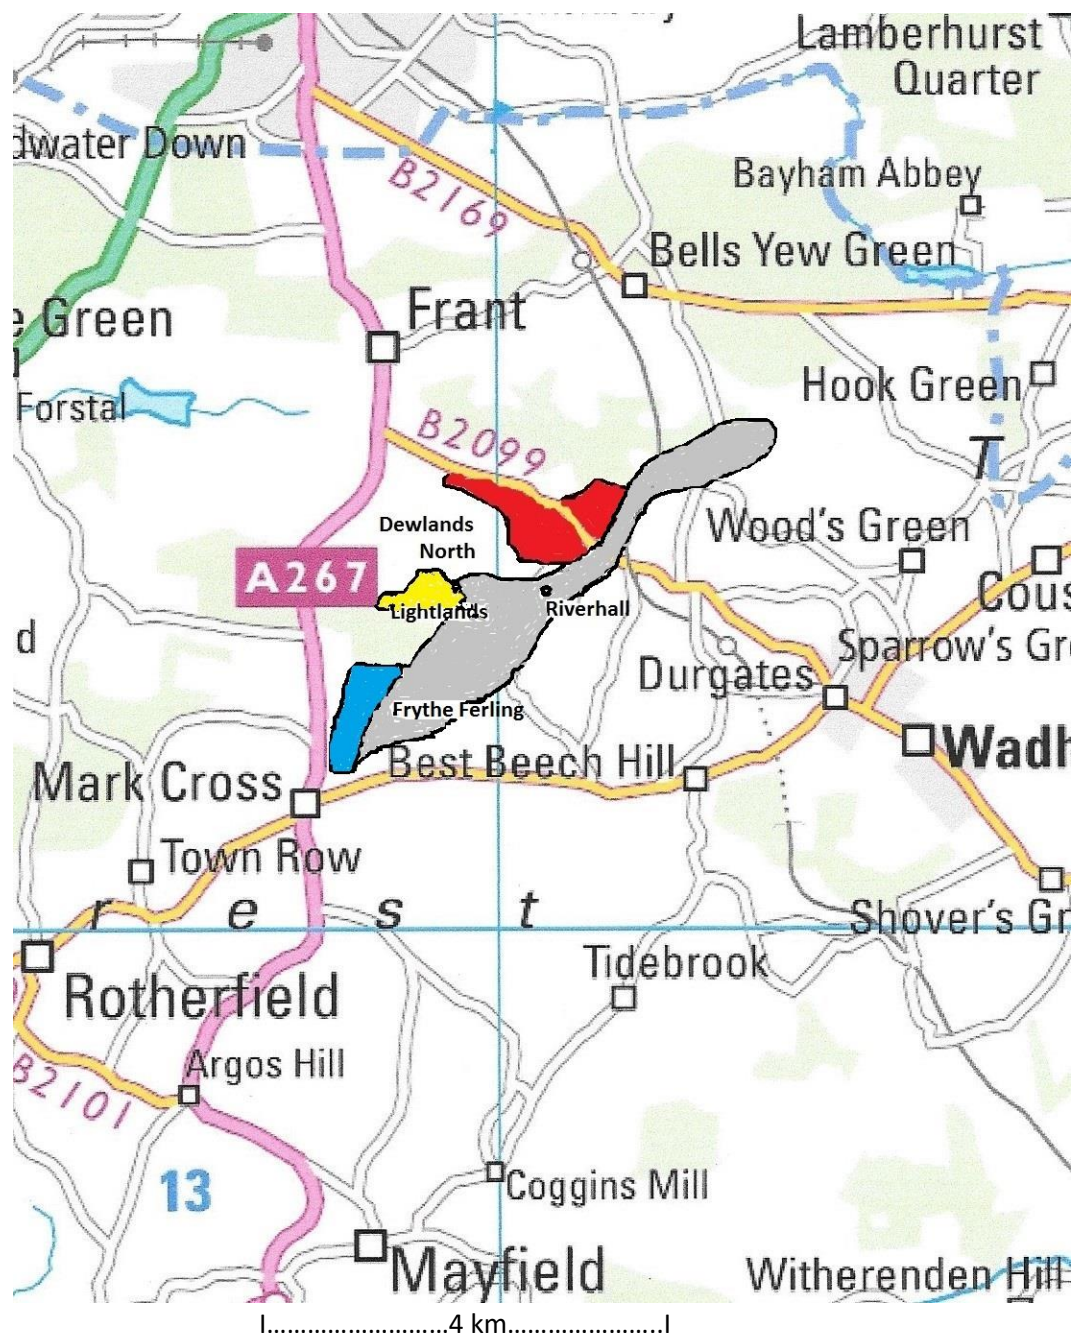 Lamberhurst
Quarter
dwater Down
B2169
Bayham Abbey
Bells Yew Green
e Green
Frant
Hook Green
Forstal
B2099
T
Dewlands
North
Wood's Green
A267
Lightlands
Riverhall
Cous
d
Sparrow's Gr
Durgates
Frythe Ferling
Wadh
Best Beech Hill
Mark Cross
Town Row
r e s t
Shover's Gr
Tidebrook
Rotherfield
Argos Hill
B2101
13
Coggins Mill
Mayfield
Witherenden Hill
I...........................4 km......................I